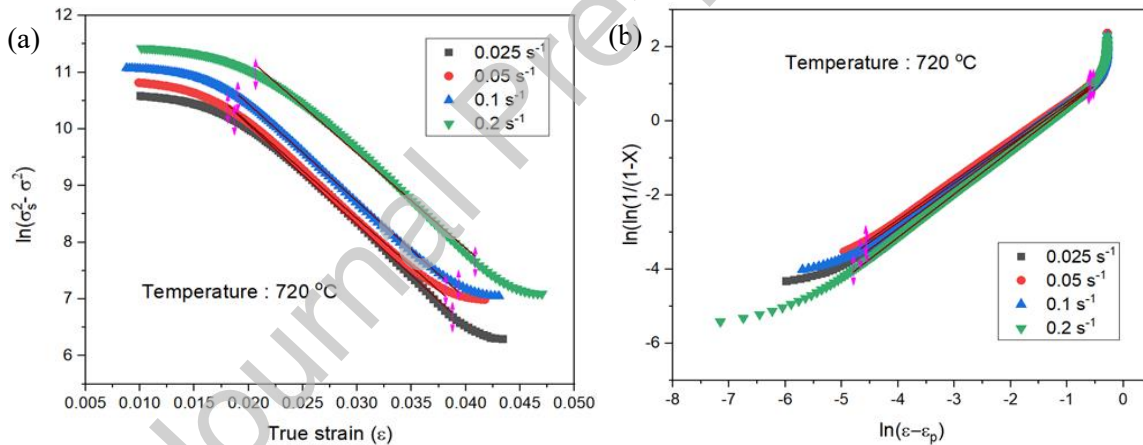 (a)
12
11
10
9
8
7
6
0.005 0.010 0.015 0.020 0.025 0.030 0.035 0.040 0.045 0.050
ln(σs²- σ²)
True strain (ε)
0.025 s⁻¹
0.05 s⁻¹
0.1 s⁻¹
0.2 s⁻¹
Temperature : 720 °C
(b)
2
0
-2
-4
-6
-8 -7 -6 -5 -4 -3 -2 -1 0
ln(ln(1/(1-X)
ln(ε−εp)
Temperature : 720 °C
0.025 s⁻¹
0.05 s⁻¹
0.1 s⁻¹
0.2 s⁻¹
Journal Pre